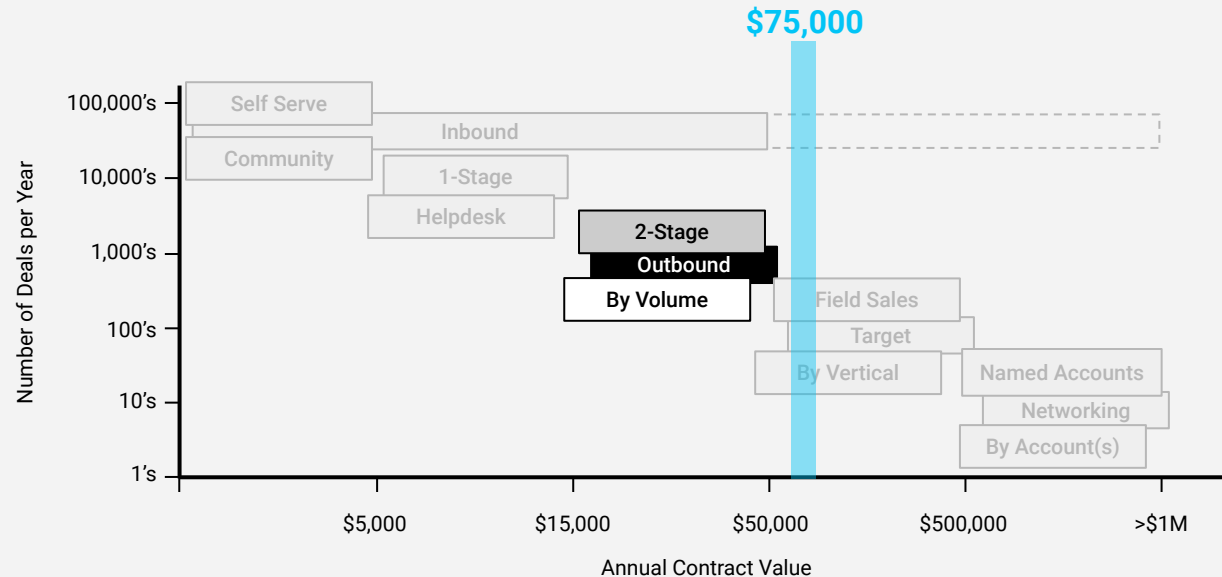 $75,000
Number of Deals per Year
100,000’s
10,000’s
1,000’s
100’s
10’s
1’s
Self Serve
Inbound
Community
1-Stage
Helpdesk
2-Stage
Outbound
By Volume
Field Sales
Target
By Vertical
Named Accounts
Networking
By Account(s)
$5,000
$15,000
$50,000
$500,000
>$1M
Annual Contract Value